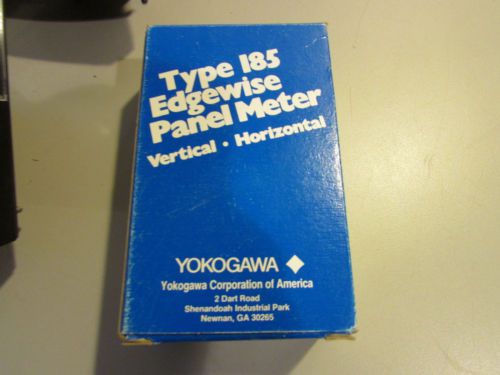 Type 185
Edgewise
Panel Meter
Vertical • Horizontal
YOKOGAWA
Yokogawa Corporation of America
2 Dart Road
Shenandoah Industrial Park
Newnan, GA 30265